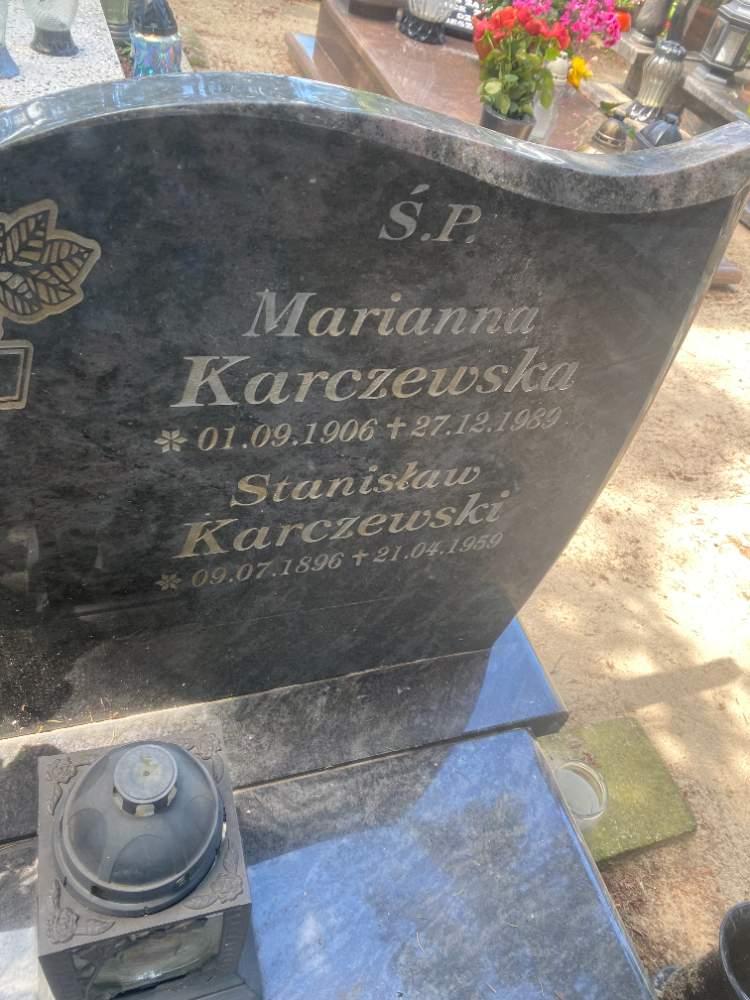 Ś.P.
Marianna
Karczewska
* 01.09.1906 † 27.12.1989
Stanisław
Karczewski
* 09.07.1896 † 21.04.1959